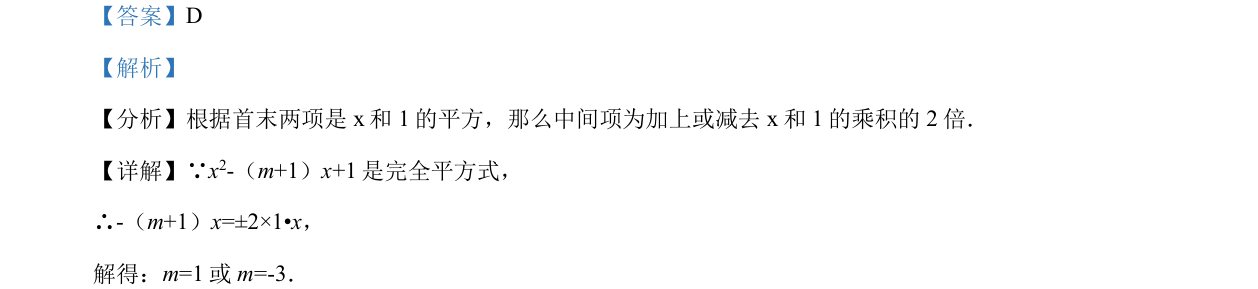 【答案】D
【解析】
【分析】根据首末两项是 x 和 1 的平方，那么中间项为加上或减去 x 和 1 的乘积的 2 倍．
【详解】∵x²-（m+1）x+1 是完全平方式，
∴-（m+1）x=±2×1•x，
解得：m=1 或 m=-3．